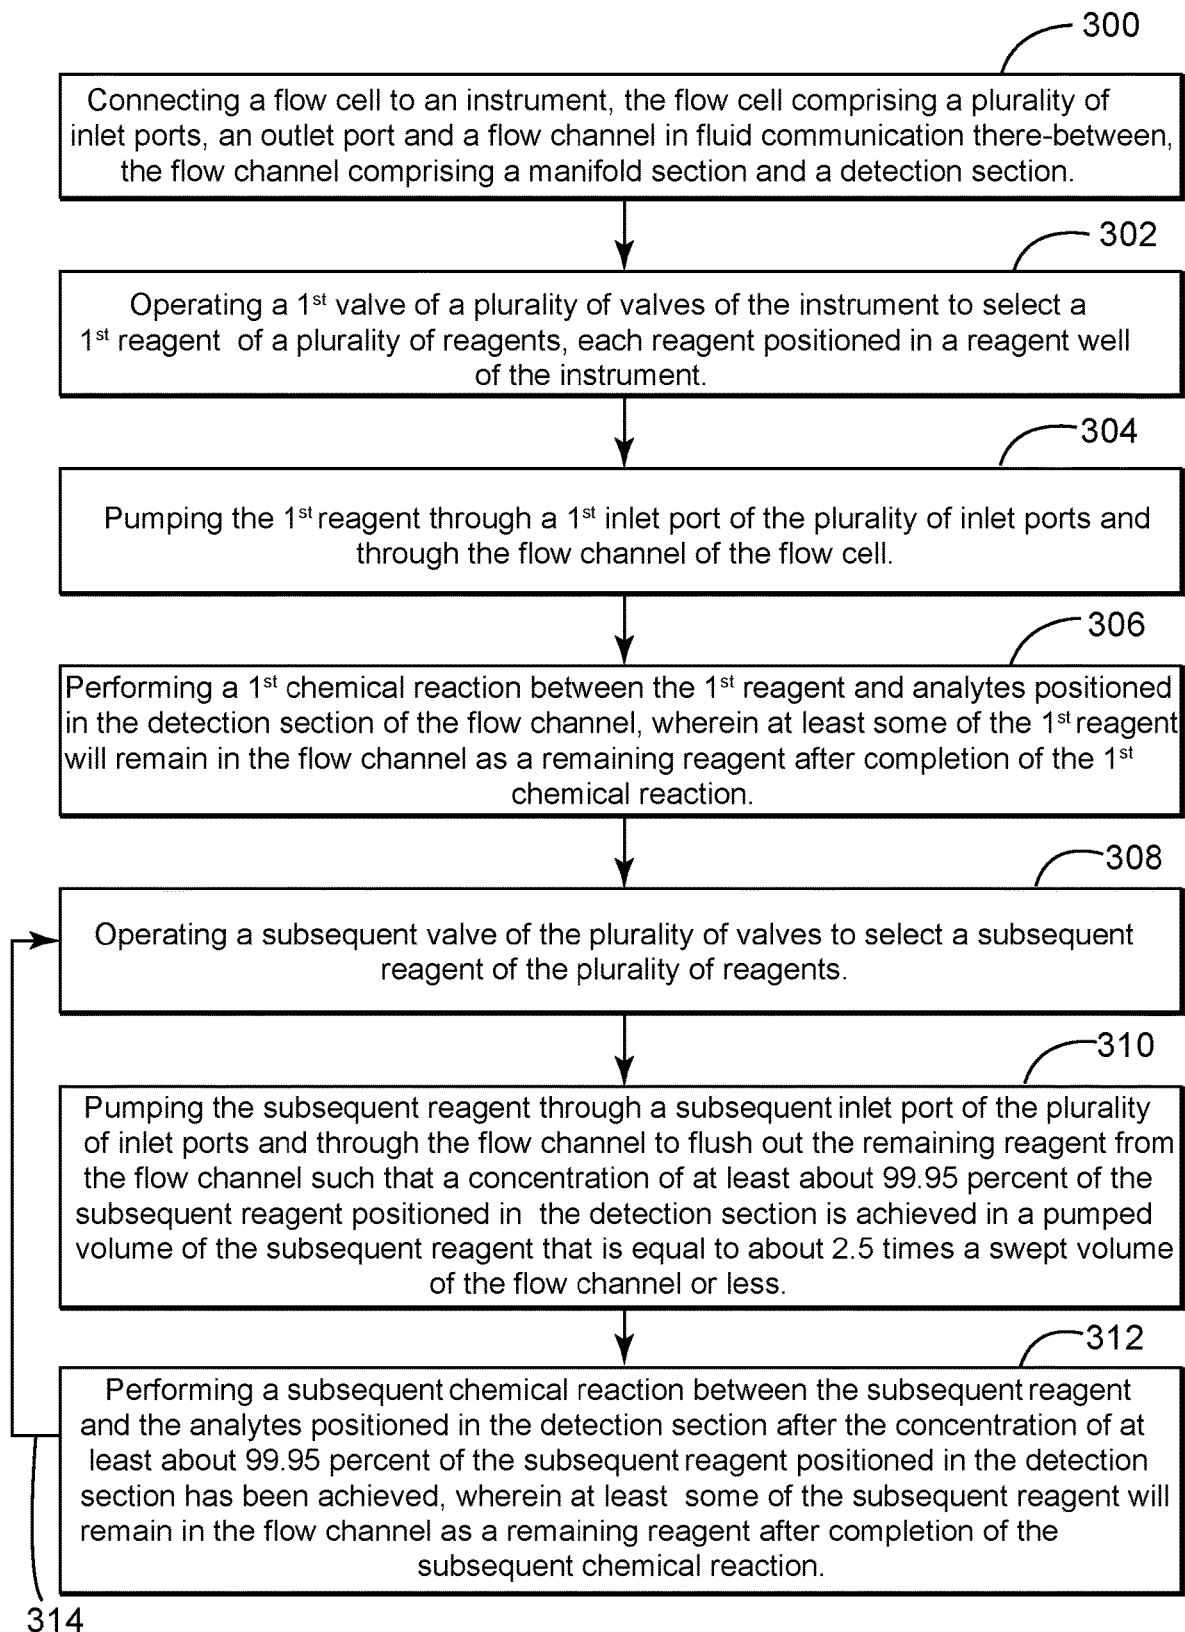 300
Connecting a flow cell to an instrument, the flow cell comprising a plurality of
inlet ports, an outlet port and a flow channel in fluid communication there-between,
the flow channel comprising a manifold section and a detection section.
302
Operating a 1st valve of a plurality of valves of the instrument to select a
1st reagent of a plurality of reagents, each reagent positioned in a reagent well
of the instrument.
304
Pumping the 1st reagent through a 1st inlet port of the plurality of inlet ports and
through the flow channel of the flow cell.
306
Performing a 1st chemical reaction between the 1st reagent and analytes positioned
in the detection section of the flow channel, wherein at least some of the 1st reagent
will remain in the flow channel as a remaining reagent after completion of the 1st
chemical reaction.
308
Operating a subsequent valve of the plurality of valves to select a subsequent
reagent of the plurality of reagents.
310
Pumping the subsequent reagent through a subsequent inlet port of the plurality
of inlet ports and through the flow channel to flush out the remaining reagent from
the flow channel such that a concentration of at least about 99.95 percent of the
subsequent reagent positioned in the detection section is achieved in a pumped
volume of the subsequent reagent that is equal to about 2.5 times a swept volume
of the flow channel or less.
312
Performing a subsequent chemical reaction between the subsequent reagent
and the analytes positioned in the detection section after the concentration of at
least about 99.95 percent of the subsequent reagent positioned in the detection
section has been achieved, wherein at least some of the subsequent reagent will
remain in the flow channel as a remaining reagent after completion of the
subsequent chemical reaction.
314